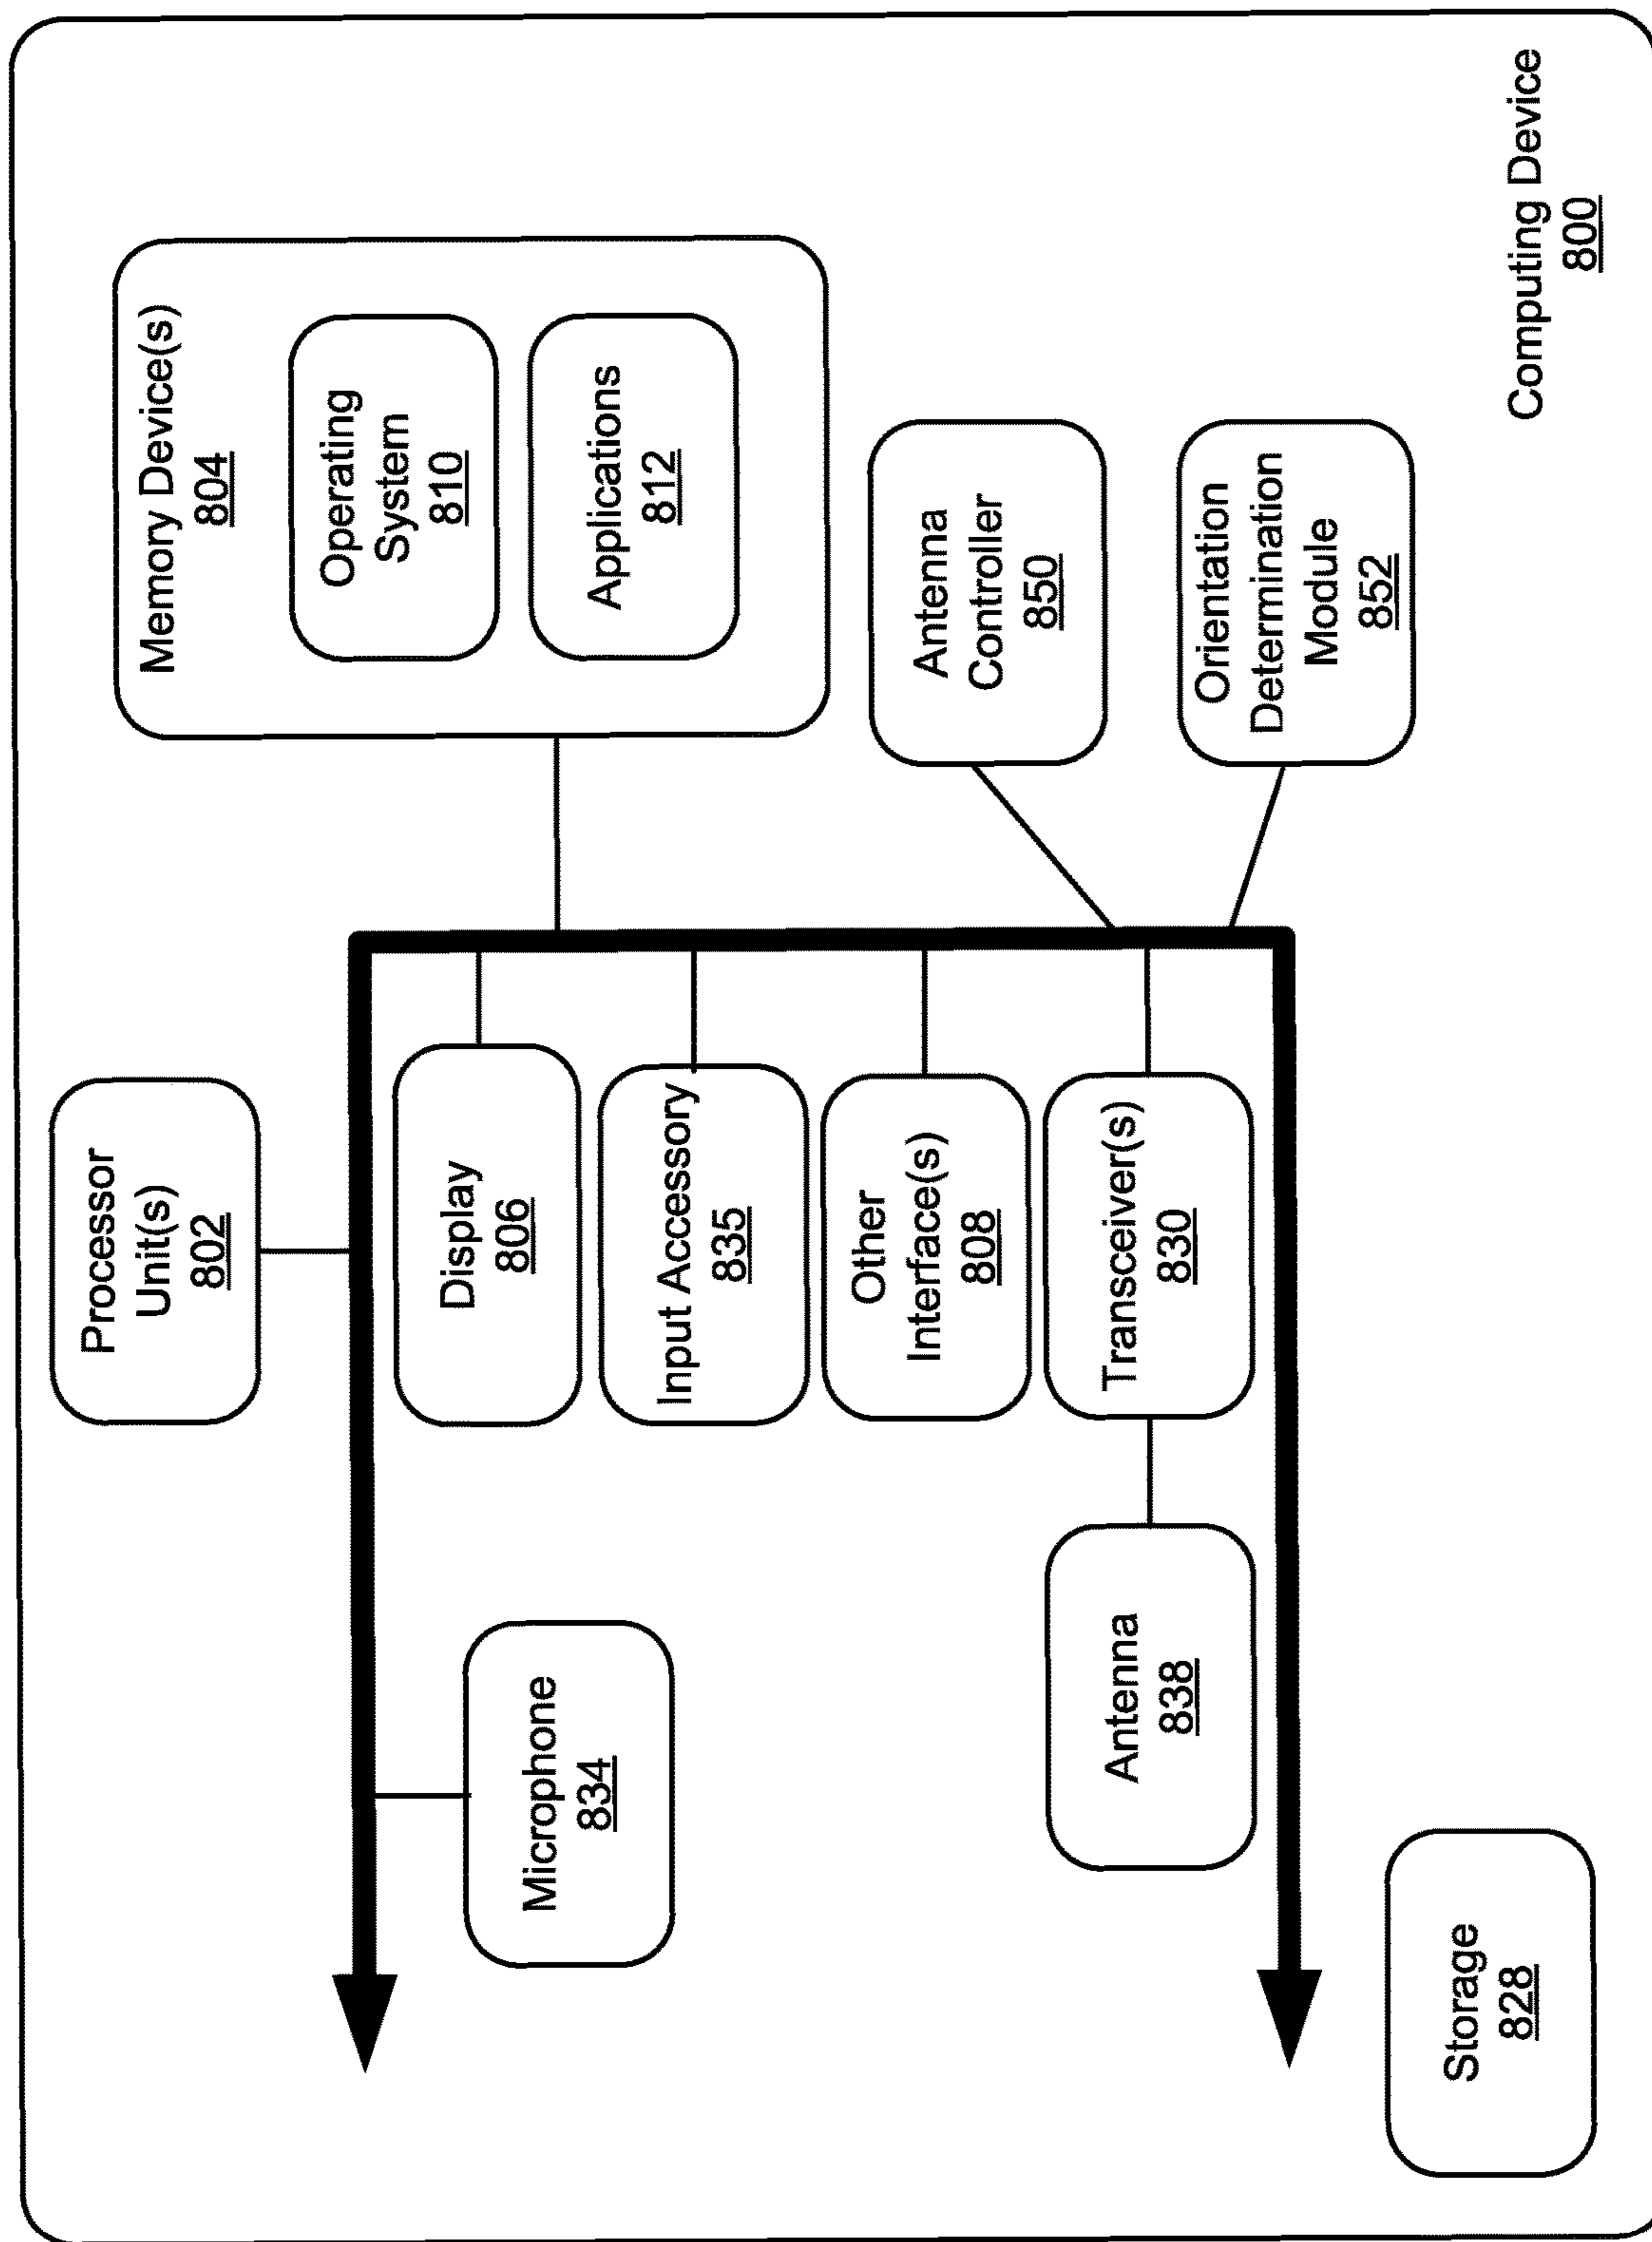 Processor
Unit(s)
802
Memory Device(s)
804
Operating
System
810
Applications
812
Display
806
Input Accessory
835
Other
Interface(s)
808
Transceiver(s)
830
Microphone
834
Antenna
838
Antenna
Controller
850
Orientation
Determination
Module
852
Storage
828
Computing Device
800